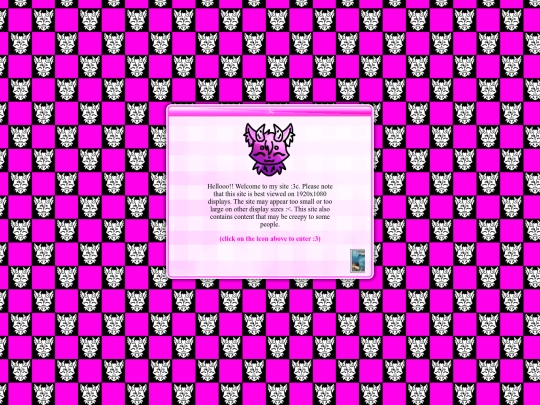 Hellooo!! Welcome to my site :3c. Please note
that this site is best viewed on 1920x1080
displays. The site may appear too small or too
large on other display sizes :<. This site also
contains content that may be creepy to some
people.
(click on the icon above to enter :3)